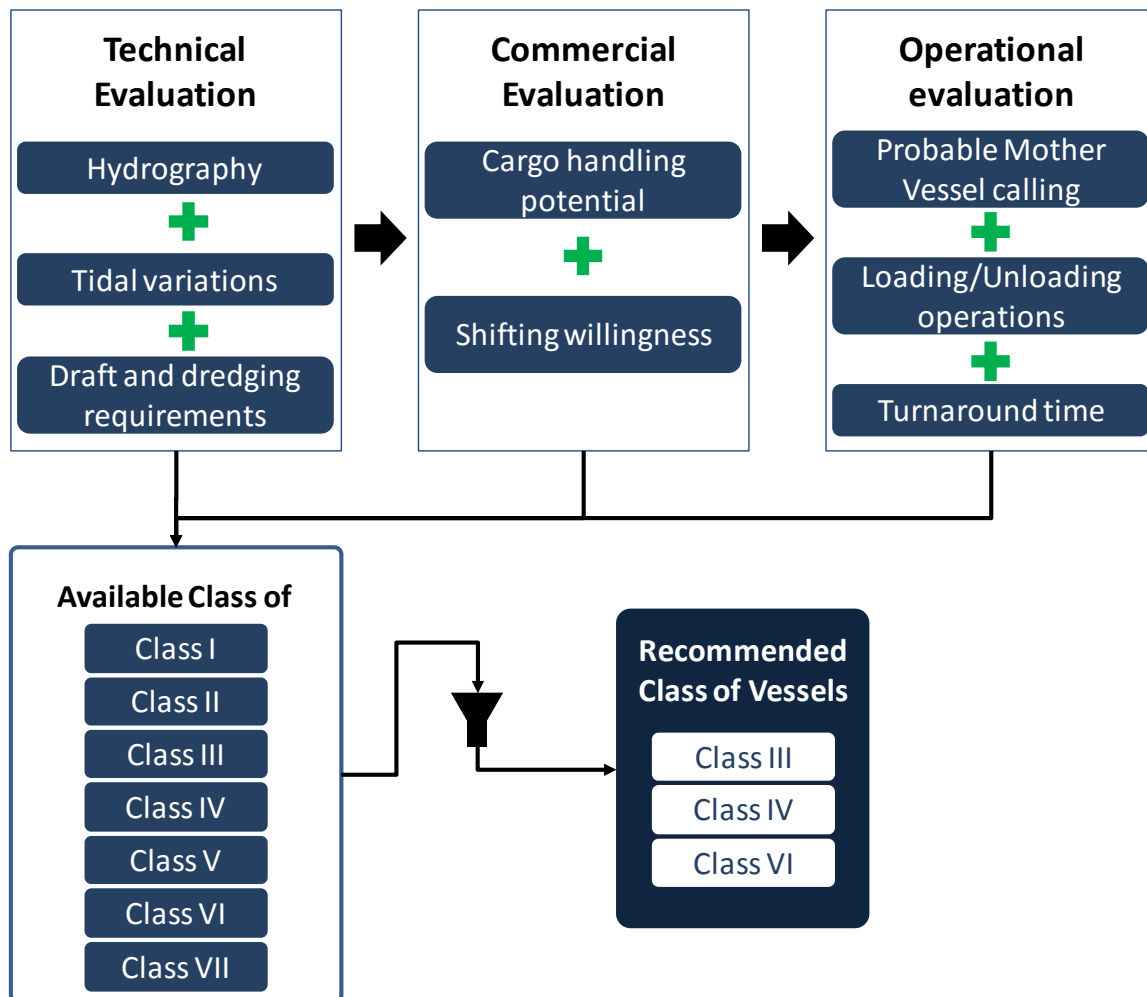 Technical
Evaluation
Hydrography
Tidal variations
Draft and dredging
requirements
Commercial
Evaluation
Cargo handling
potential
Shifting willingness
Operational
evaluation
Probable Mother
Vessel calling
Loading/Unloading
operations
Turnaround time
Available Class of
Class I
Class II
Class III
Class IV
Class V
Class VI
Class VII
Recommended
Class of Vessels
Class III
Class IV
Class VI